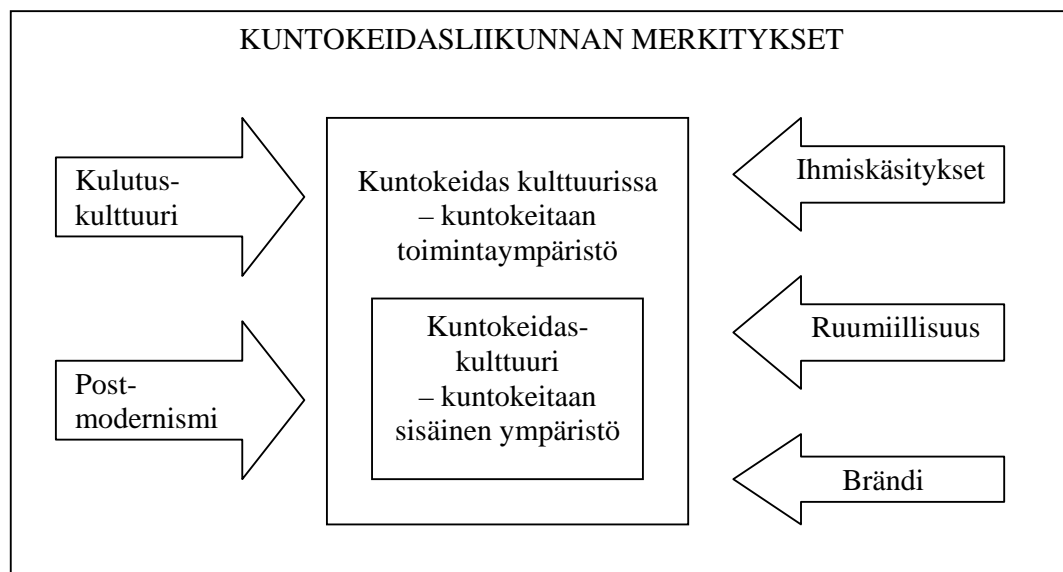 KUNTOKEIDASLIIKUNNAN MERKITYKSET
Kulutus-
kulttuuri
Post-
modernismi
Kuntokeidas kulttuurissa
– kuntokeitaan
toimintaympäristö
Kuntokeidas-
kulttuuri
– kuntokeitaan
sisäinen ympäristö
Ihmiskäsitykset
Ruumiillisuus
Brändi